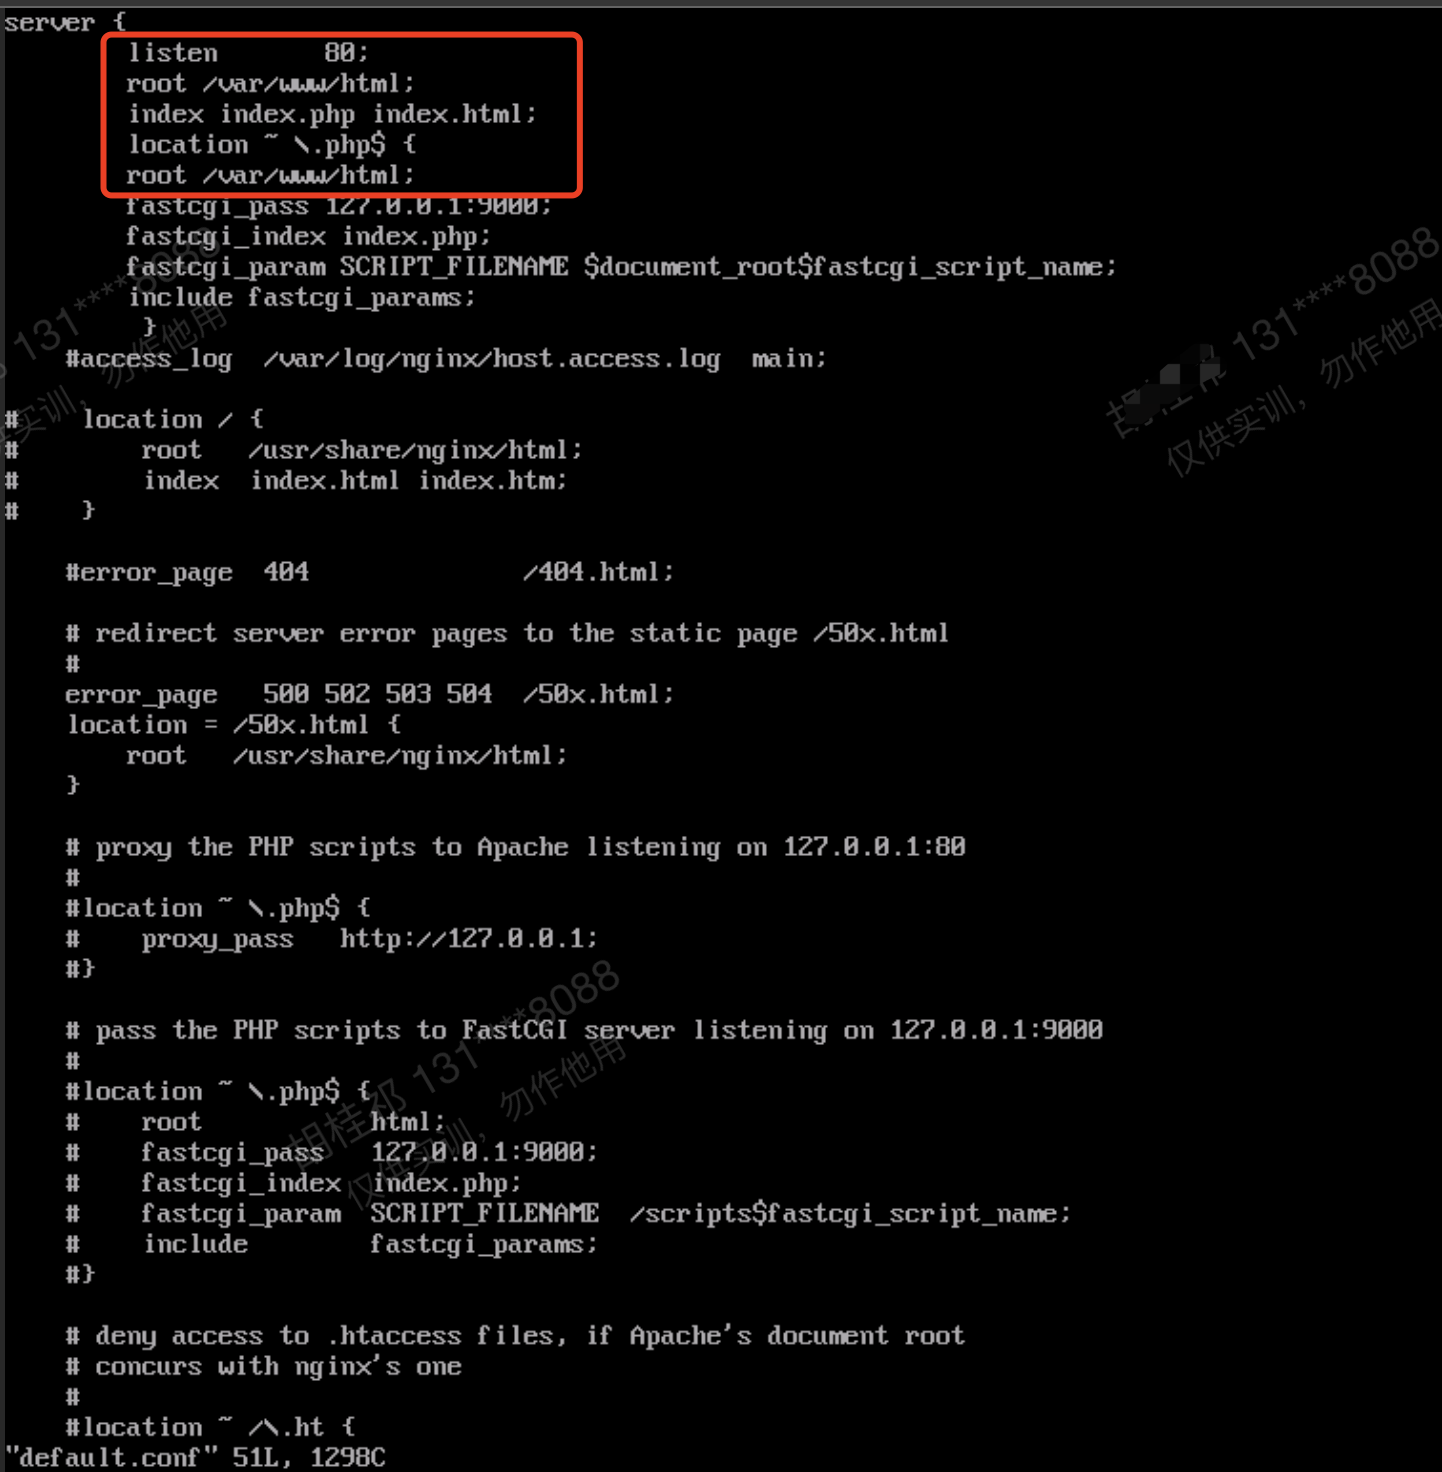 server {
listen 80;
root /var/www/html;
index index.php index.html;
location ~ \.php$ {
root /var/www/html;
fastcgi_pass 127.0.0.1:9000;
fastcgi_index index.php;
fastcgi_param SCRIPT_FILENAME $document_root$fastcgi_script_name;
include fastcgi_params;
}
#access_log /var/log/nginx/host.access.log main;
131****8088
勿作他用
131****8088
仅供实训，勿作他用
# location / {
# root /usr/share/nginx/html;
# index index.html index.htm;
# }
#error_page 404 /404.html;
# redirect server error pages to the static page /50x.html
#
error_page 500 502 503 504 /50x.html;
location = /50x.html {
root /usr/share/nginx/html;
}
# proxy the PHP scripts to Apache listening on 127.0.0.1:80
#
#location ~ \.php$ {
# proxy_pass http://127.0.0.1;
#}
# pass the PHP scripts to FastCGI server listening on 127.0.0.1:9000
#
#location ~ \.php$ {
# root html;
# fastcgi_pass 127.0.0.1:9000;
# fastcgi_index index.php;
# fastcgi_param SCRIPT_FILENAME /scripts$fastcgi_script_name;
# include fastcgi_params;
#}
胡桂祁 131****8088
仅供实训，勿作他用
# deny access to .htaccess files, if Apache's document root
# concurs with nginx's one
#
#location ~ /\.ht {
"default.conf" 51L, 1298C